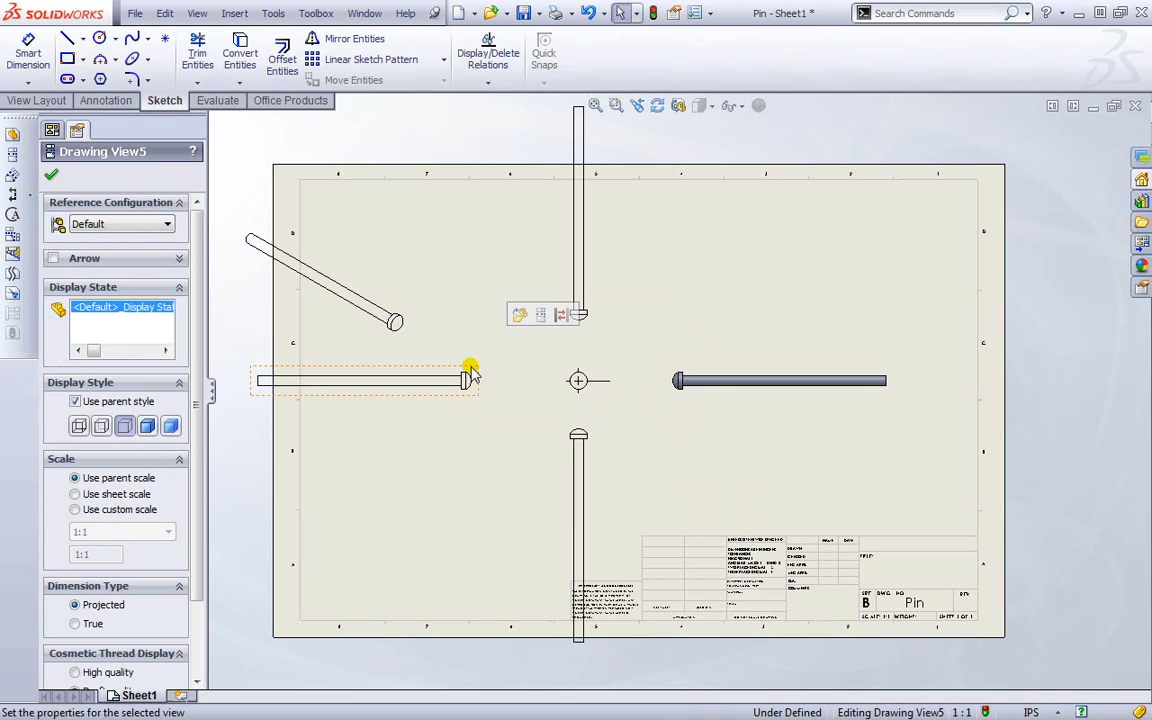 SOLIDWORKS
File
Edit
View
Insert
Tools
Toolbox
Window
Help
Pin - Sheet1 *
Search Commands
Smart
Dimension
Trim
Entities
Convert
Entities
Offset
Entities
Mirror Entities
Linear Sketch Pattern
Move Entities
Display/Delete
Relations
Quick
Snaps
View Layout
Annotation
Sketch
Evaluate
Office Products
Drawing View5
?
Reference Configuration
Default
Arrow
Display State
<Default>_Display Stat
Display Style
Use parent style
Scale
Use parent scale
Use sheet scale
Use custom scale
1:1
1:1
Dimension Type
Projected
True
Cosmetic Thread Display
High quality
B
Pin
Sheet1
Set the properties for the selected view
Under Defined
Editing Drawing View5
1 : 1
IPS